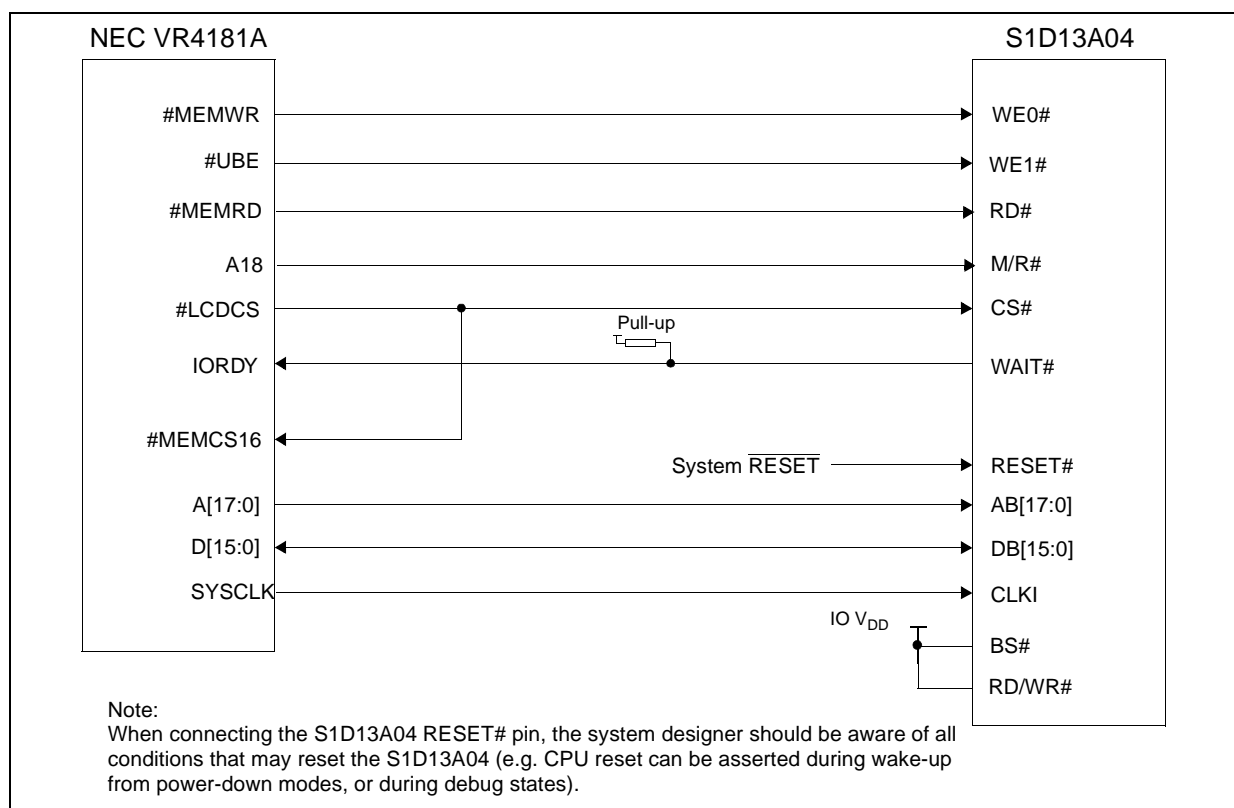 NEC VR4181A
S1D13A04
#MEMWR
WE0#
#UBE
WE1#
#MEMRD
RD#
A18
M/R#
#LCDCS
CS#
Pull-up
IORDY
WAIT#
#MEMCS16
System RESET
RESET#
A[17:0]
AB[17:0]
D[15:0]
DB[15:0]
SYSCLK
CLKI
IO VDD
BS#
RD/WR#
Note:
When connecting the S1D13A04 RESET# pin, the system designer should be aware of all
conditions that may reset the S1D13A04 (e.g. CPU reset can be asserted during wake-up
from power-down modes, or during debug states).